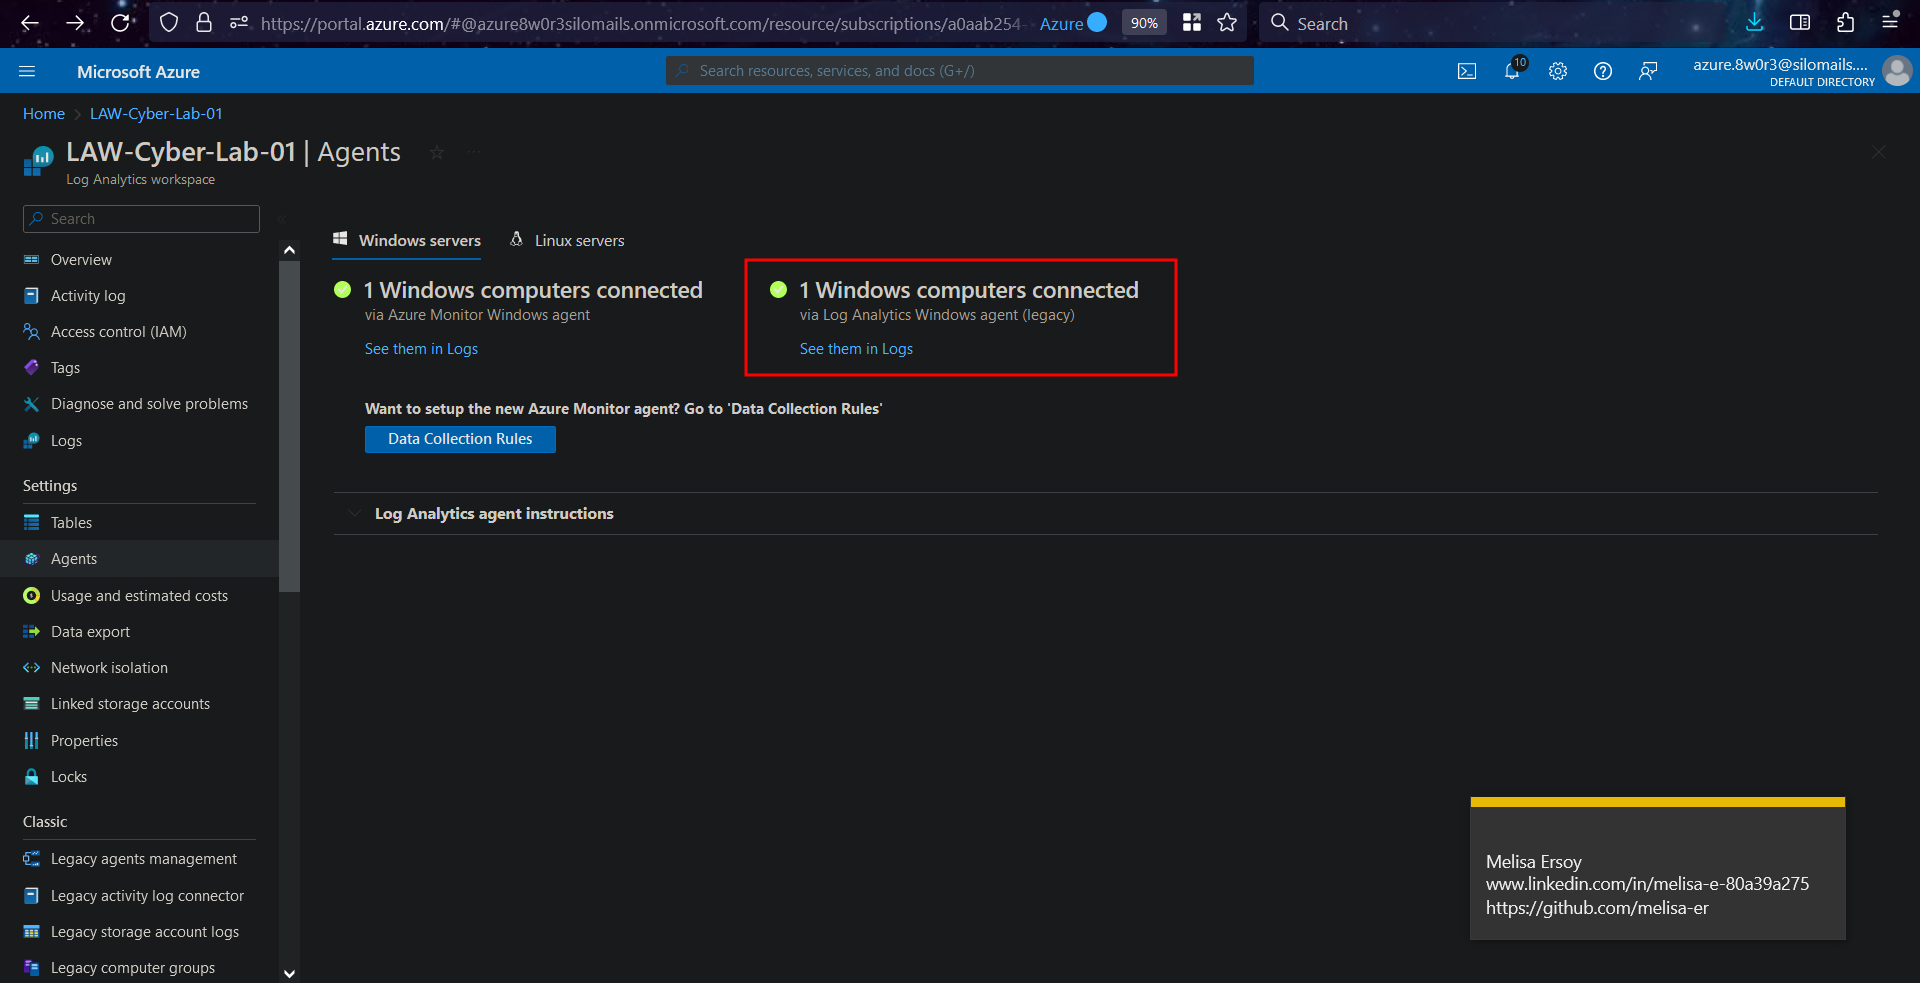 https://portal.azure.com/#@azure8w0r3silomails.onmicrosoft.com/resource/subscriptions/a0aab254-
Azure
90%
Search
Microsoft Azure
Search resources, services, and docs (G+/)
10
azure.8w0r3@silomails....
DEFAULT DIRECTORY
Home > LAW-Cyber-Lab-01
LAW-Cyber-Lab-01 | Agents
Log Analytics workspace
Search
Overview
Activity log
Access control (IAM)
Tags
Diagnose and solve problems
Logs
Settings
Tables
Agents
Usage and estimated costs
Data export
Network isolation
Linked storage accounts
Properties
Locks
Classic
Legacy agents management
Legacy activity log connector
Legacy storage account logs
Legacy computer groups
Windows servers
Linux servers
1 Windows computers connected
via Azure Monitor Windows agent
See them in Logs
1 Windows computers connected
via Log Analytics Windows agent (legacy)
See them in Logs
Want to setup the new Azure Monitor agent? Go to 'Data Collection Rules'
Data Collection Rules
Log Analytics agent instructions
Melisa Ersoy
www.linkedin.com/in/melisa-e-80a39a275
https://github.com/melisa-er